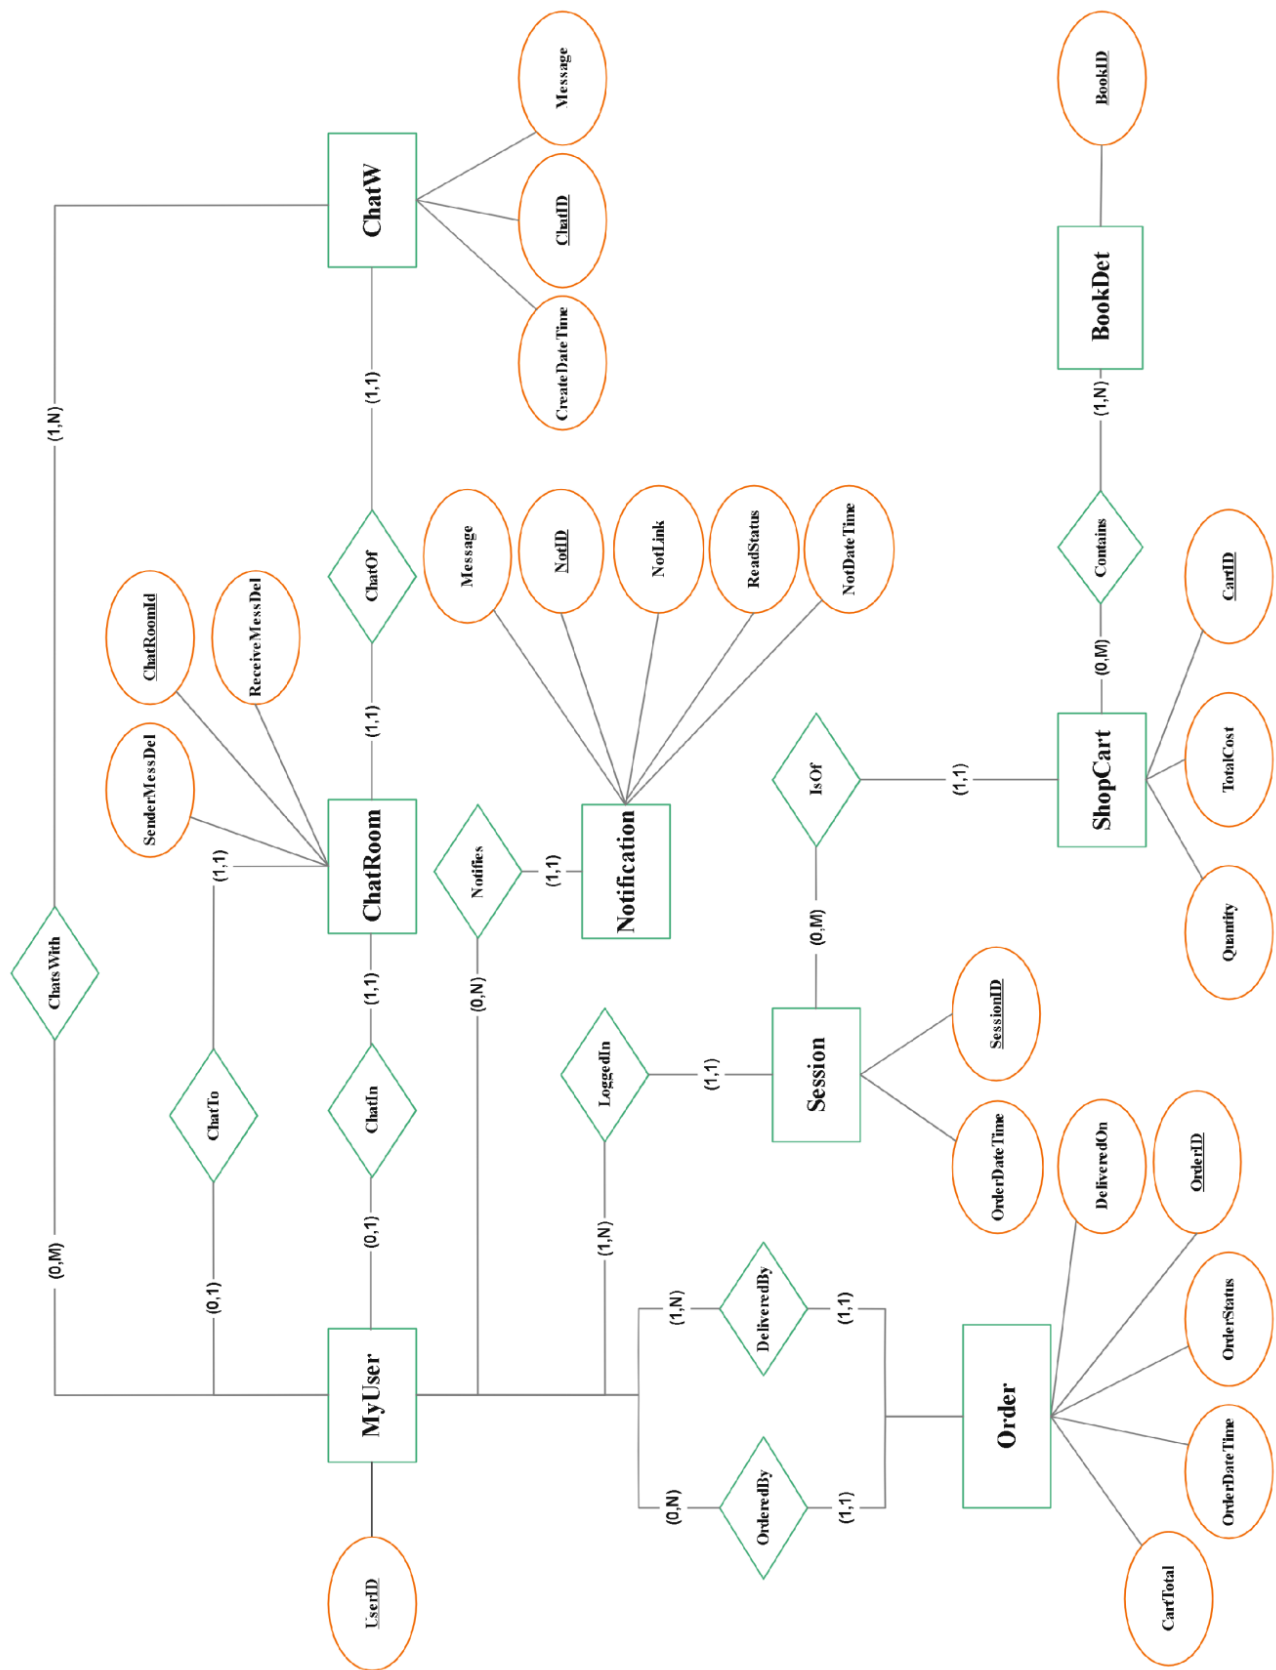 (0,M)
ChatsWith
(1,N)
SenderMessDel
ChatRoomId
(0,1)
ChatTo
(1,1)
ReceiveMessDel
UserID
MyUser
(0,1)
ChatIn
(1,1)
ChatRoom
(1,1)
ChatOf
(1,1)
ChatW
(0,N)
Notifies
Message
(1,1)
NotID
CreateDateTime
ChatID
Message
(1,N)
LoggedIn
Notification
NotLink
(0,N)
(1,N)
(1,1)
ReadStatus
OrderedBy
DeliveredBy
Session
(0,M)
IsOf
(1,1)
(1,1)
NotDateTime
(1,1)
OrderDateTime
SessionID
Order
DeliveredOn
ShopCart
(0,M)
Contains
(1,N)
BookDet
BookID
CartTotal
OrderID
OrderDateTime
OrderStatus
Quantity
TotalCost
CartID